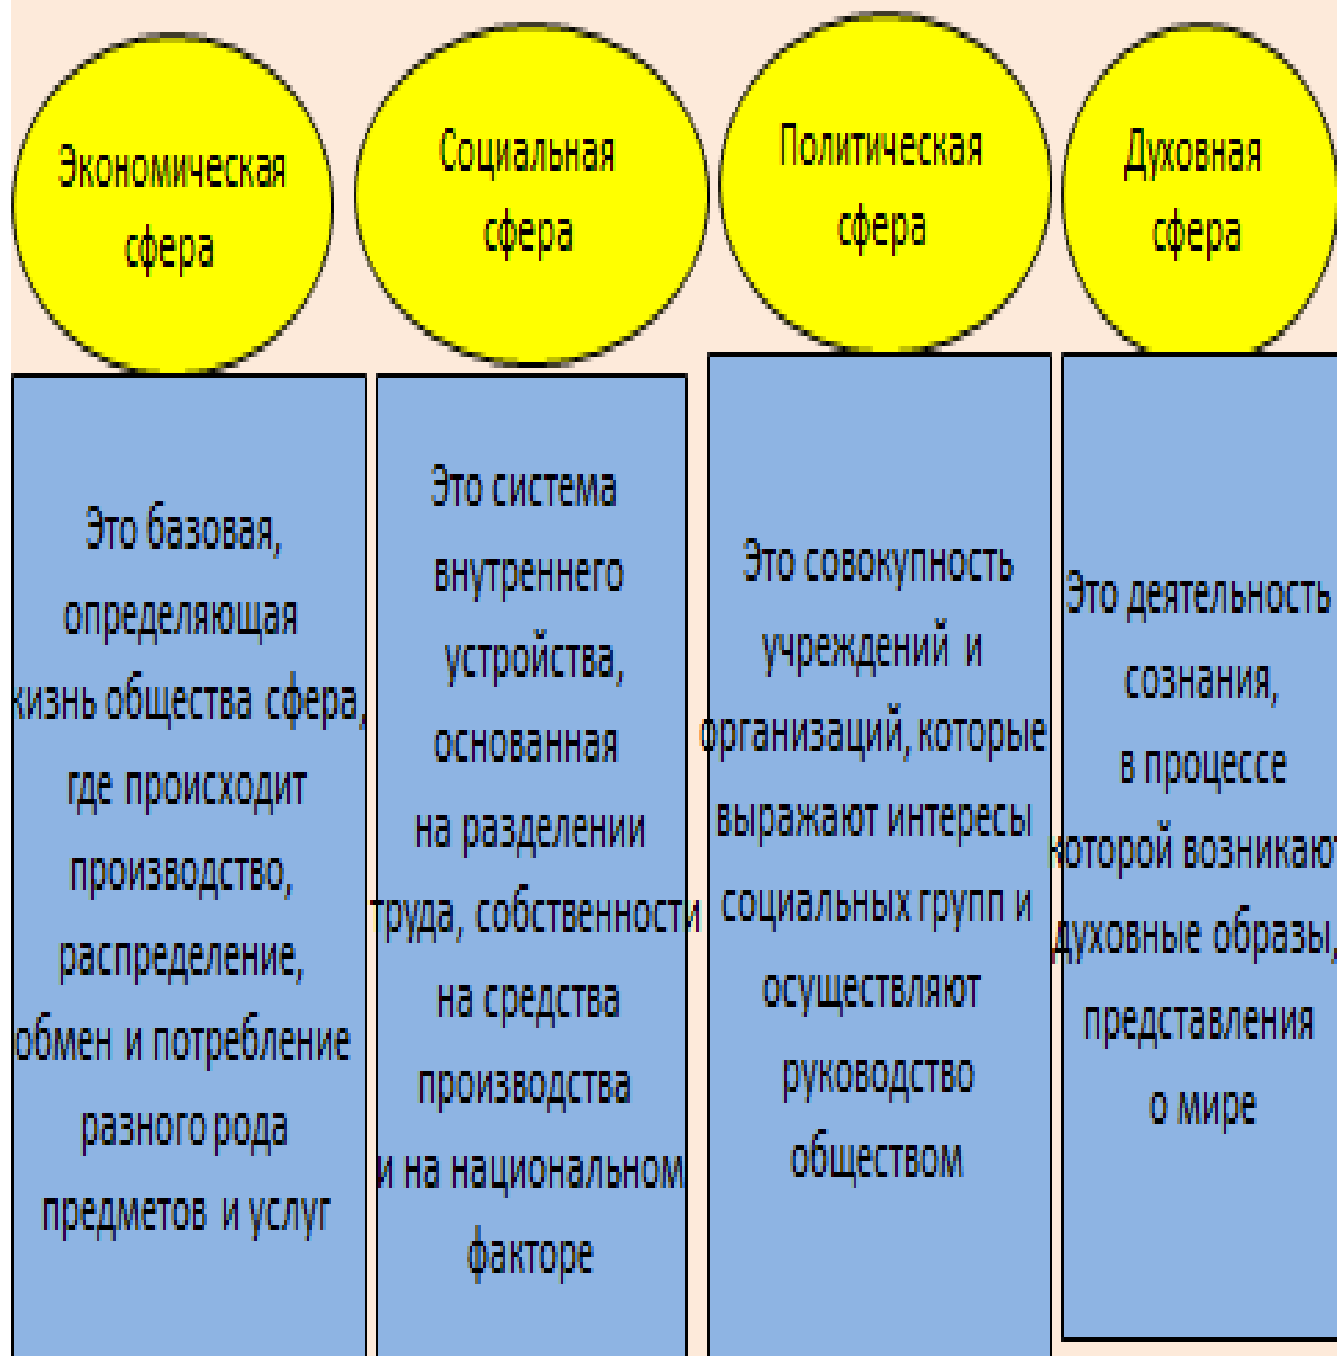 Экономическая
сфера
Социальная
сфера
Политическая
сфера
Духовная
сфера
Это базовая,
определяющая
жизнь общества сфера,
где происходит
производство,
распределение,
обмен и потребление
разного рода
предметов и услуг
Это система
внутреннего
устройства,
основанная
на разделении
труда, собственности
на средства
производства
и на национальном
факторе
Это совокупность
учреждений и
организаций, которые
выражают интересы
социальных групп и
осуществляют
руководство
обществом
Это деятельность
сознания,
в процессе
которой возникают
духовные образы,
представления
о мире